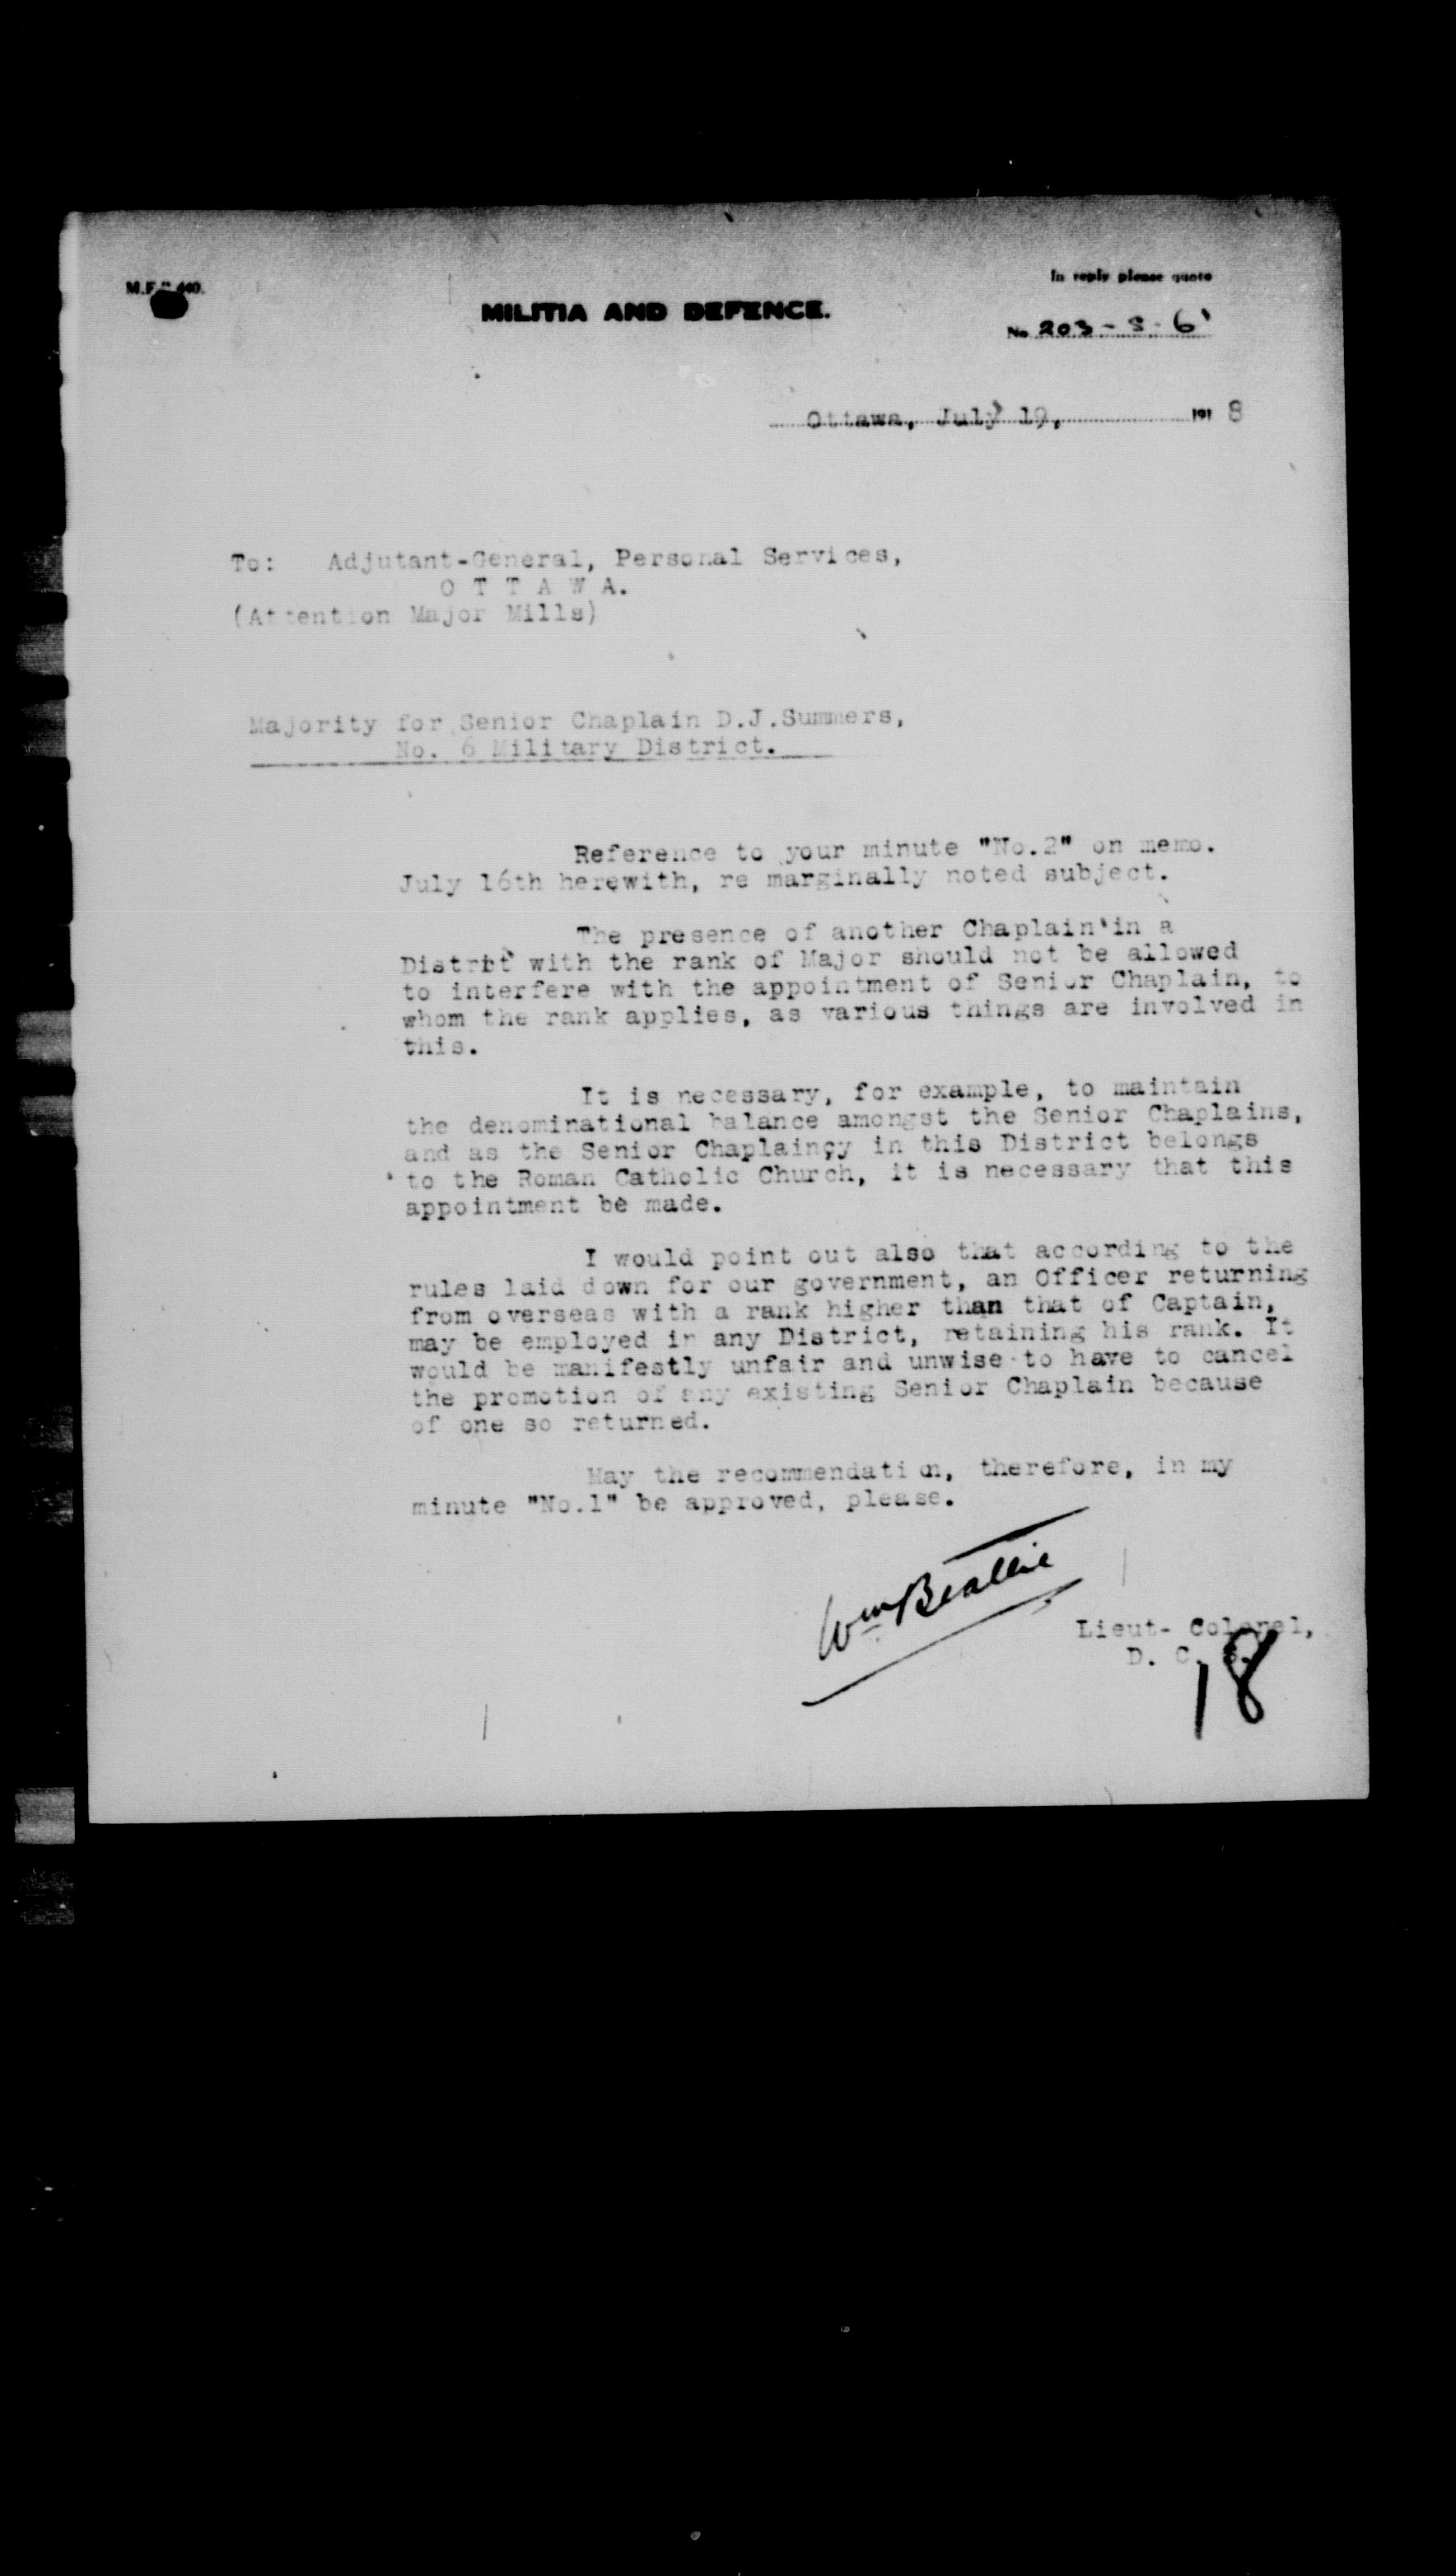 In reply please quote
MILITIA AND DEFENCE.
No. 203-S-6
Ottawa, July 19, 191 8
To: Adjutant-General, Personal Services,
O T T A W A.
(Attention Major Mills)
Majority for Senior Chaplain D.J.Summers,
No. 6 Military District.
Reference to your minute "No.2" on memo.
July 16th herewith, re marginally noted subject.
The presence of another Chaplain in a
District with the rank of Major should not be allowed
to interfere with the appointment of Senior Chaplain, to
whom the rank applies, as various things are involved in
this.
It is necessary, for example, to maintain
the denominational balance amongst the Senior Chaplains,
and as the Senior Chaplaincy in this District belongs
to the Roman Catholic Church, it is necessary that this
appointment be made.
I would point out also that according to the
rules laid down for our government, an Officer returning
from overseas with a rank higher than that of Captain,
may be employed in any District, retaining his rank. It
would be manifestly unfair and unwise to have to cancel
the promotion of any existing Senior Chaplain because
of one so returned.
May the recommendation, therefore, in my
minute "No.1" be approved, please.
Wm Beattie
Lieut- Colonel,
D. C.
18